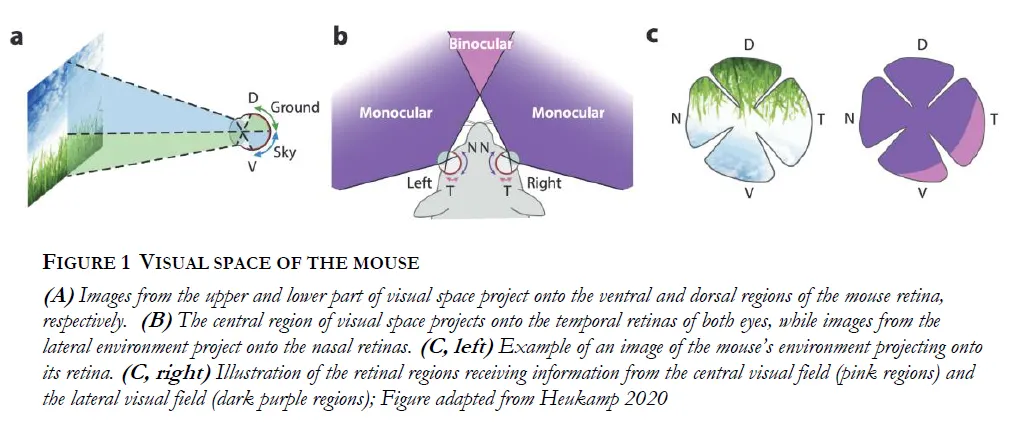 a
D
Ground
Sky
V
b
Binocular
Monocular
Monocular
N N
Left
Right
T
T
c
D
D
N
T
N
T
V
V
FIGURE 1 VISUAL SPACE OF THE MOUSE
(A) Images from the upper and lower part of visual space project onto the ventral and dorsal regions of the mouse retina,
respectively. (B) The central region of visual space projects onto the temporal retinas of both eyes, while images from the
lateral environment project onto the nasal retinas. (C, left) Example of an image of the mouse's environment projecting onto
its retina. (C, right) Illustration of the retinal regions receiving information from the central visual field (pink regions) and
the lateral visual field (dark purple regions); Figure adapted from Heukamp 2020